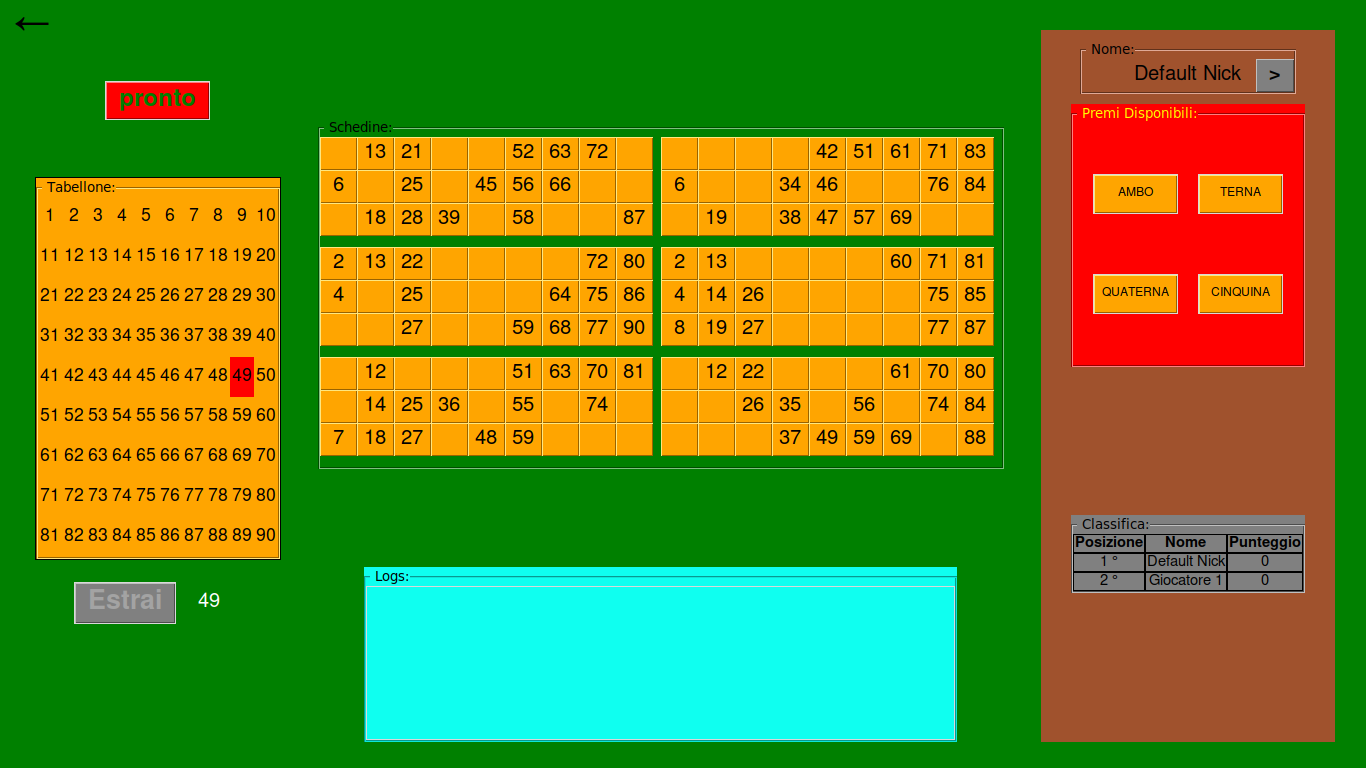 ←
pronto
Tabellone:
1 2 3 4 5 6 7 8 9 10
11 12 13 14 15 16 17 18 19 20
21 22 23 24 25 26 27 28 29 30
31 32 33 34 35 36 37 38 39 40
41 42 43 44 45 46 47 48 49 50
51 52 53 54 55 56 57 58 59 60
61 62 63 64 65 66 67 68 69 70
71 72 73 74 75 76 77 78 79 80
81 82 83 84 85 86 87 88 89 90
Estrai 49
Schedine:
13 21 52 63 72
6 25 45 56 66
18 28 39 58 87
42 51 61 71 83
6 34 46 76 84
19 38 47 57 69
2 13 22 72 80
4 25 64 75 86
27 59 68 77 90
2 13 60 71 81
4 14 26 75 85
8 19 27 77 87
12 51 63 70 81
14 25 36 55 74
7 18 27 48 59
12 22 61 70 80
26 35 56 74 84
37 49 59 69 88
Logs:
Nome:
Default Nick >
Premi Disponibili:
AMBO TERNA
QUATERNA CINQUINA
Classifica:
Posizione Nome Punteggio
1 ° Default Nick 0
2 ° Giocatore 1 0